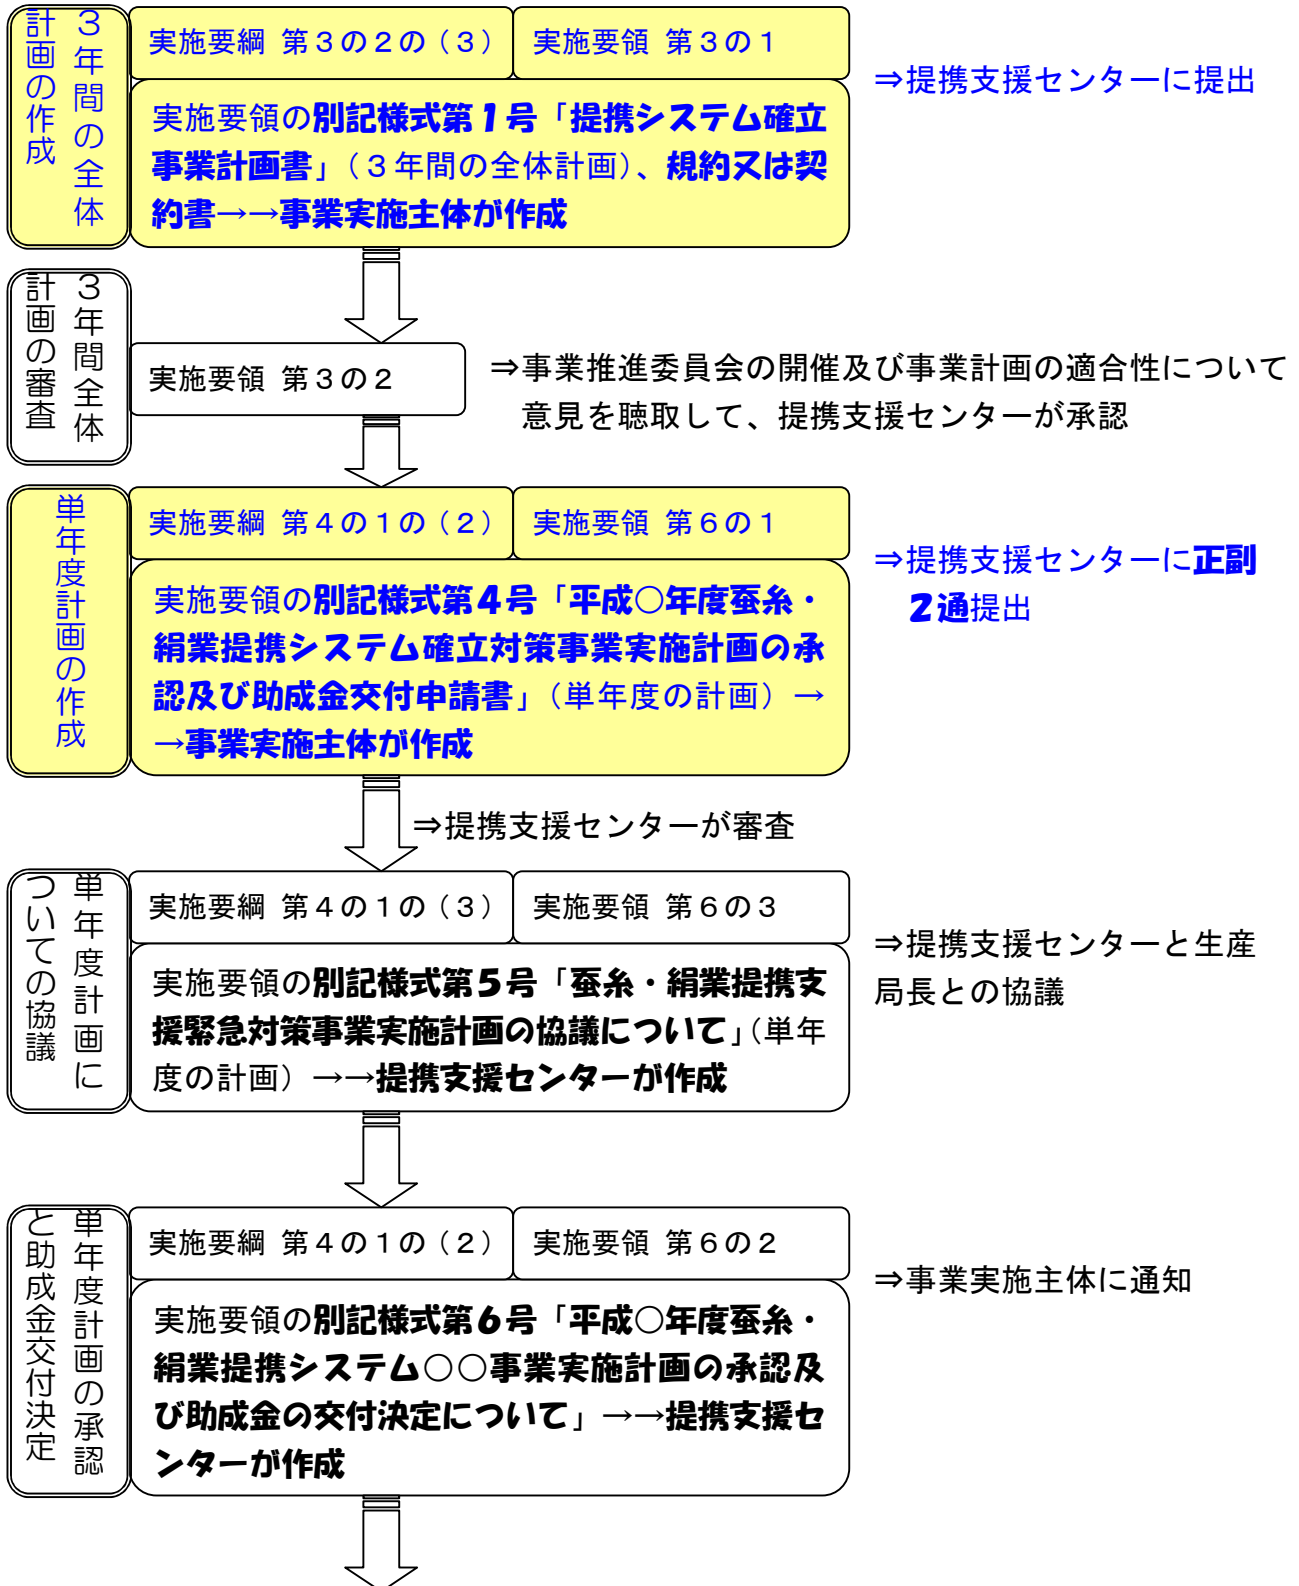 ３年間の全体
計画の作成
実施要綱 第３の２の（３）
実施要領 第３の１
実施要領の別記様式第１号「提携システム確立
事業計画書」（３年間の全体計画）、規約又は契
約書→→事業実施主体が作成
⇒提携支援センターに提出
３年間全体
計画の審査
実施要領 第３の２
⇒事業推進委員会の開催及び事業計画の適合性について
意見を聴取して、提携支援センターが承認
単年度計画の作成
実施要綱 第４の１の（２）
実施要領 第６の１
実施要領の別記様式第４号「平成○年度蚕糸・
絹業提携システム確立対策事業実施計画の承
認及び助成金交付申請書」（単年度の計画）→
→事業実施主体が作成
⇒提携支援センターに正副
２通提出
⇒提携支援センターが審査
単年度計画に
ついての協議
実施要綱 第４の１の（３）
実施要領 第６の３
実施要領の別記様式第５号「蚕糸・絹業提携支
援緊急対策事業実施計画の協議について」（単年
度の計画）→→提携支援センターが作成
⇒提携支援センターと生産
局長との協議
単年度計画の承認
と助成金交付決定
実施要綱 第４の１の（２）
実施要領 第６の２
実施要領の別記様式第６号「平成○年度蚕糸・
絹業提携システム○○事業実施計画の承認及
び助成金の交付決定について」→→提携支援セ
ンターが作成
⇒事業実施主体に通知